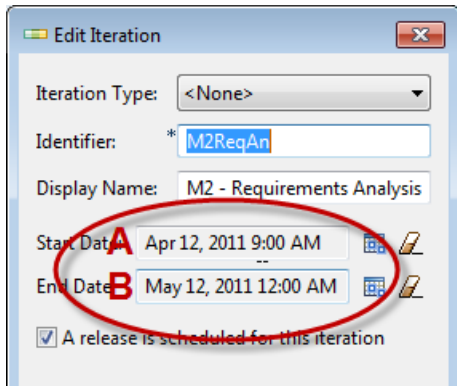 Edit Iteration
Iteration Type: <None>
Identifier: * M2ReqAn
Display Name: M2 - Requirements Analysis
Start Date: A Apr 12, 2011 9:00 AM
--
End Date: B May 12, 2011 12:00 AM
A release is scheduled for this iteration